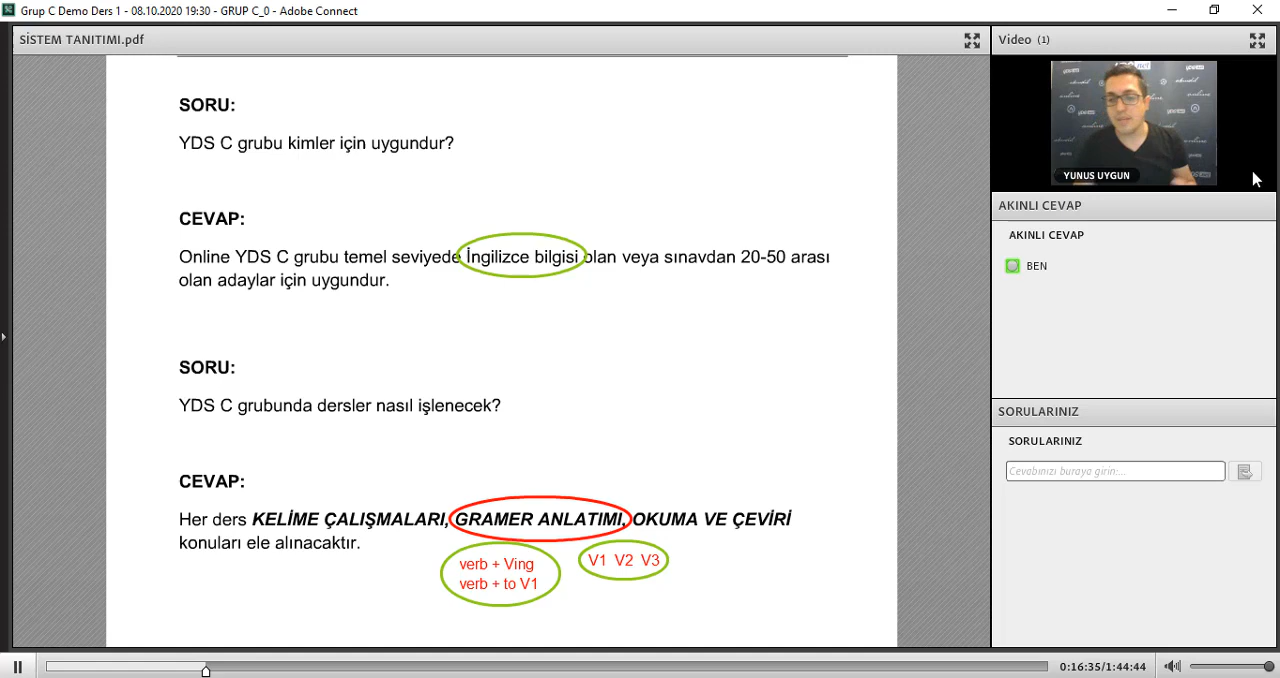 Grup C Demo Ders 1 - 08.10.2020 19:30 - GRUP C_0 - Adobe Connect
SİSTEM TANITIMI.pdf
Video (1)
SORU:
YDS C grubu kimler için uygundur?
CEVAP:
Online YDS C grubu temel seviyede İngilizce bilgisi olan veya sınavdan 20-50 arası
olan adaylar için uygundur.
SORU:
YDS C grubunda dersler nasıl işlenecek?
CEVAP:
Her ders KELİME ÇALIŞMALARI, GRAMER ANLATIMI, OKUMA VE ÇEVİRİ
konuları ele alınacaktır.
verb + Ving
verb + to V1
V1 V2 V3
YUNUS UYGUN
AKINLI CEVAP
AKINLI CEVAP
BEN
SORULARINIZ
SORULARINIZ
Cevabınızı buraya girin:...
0:16:35/1:44:44